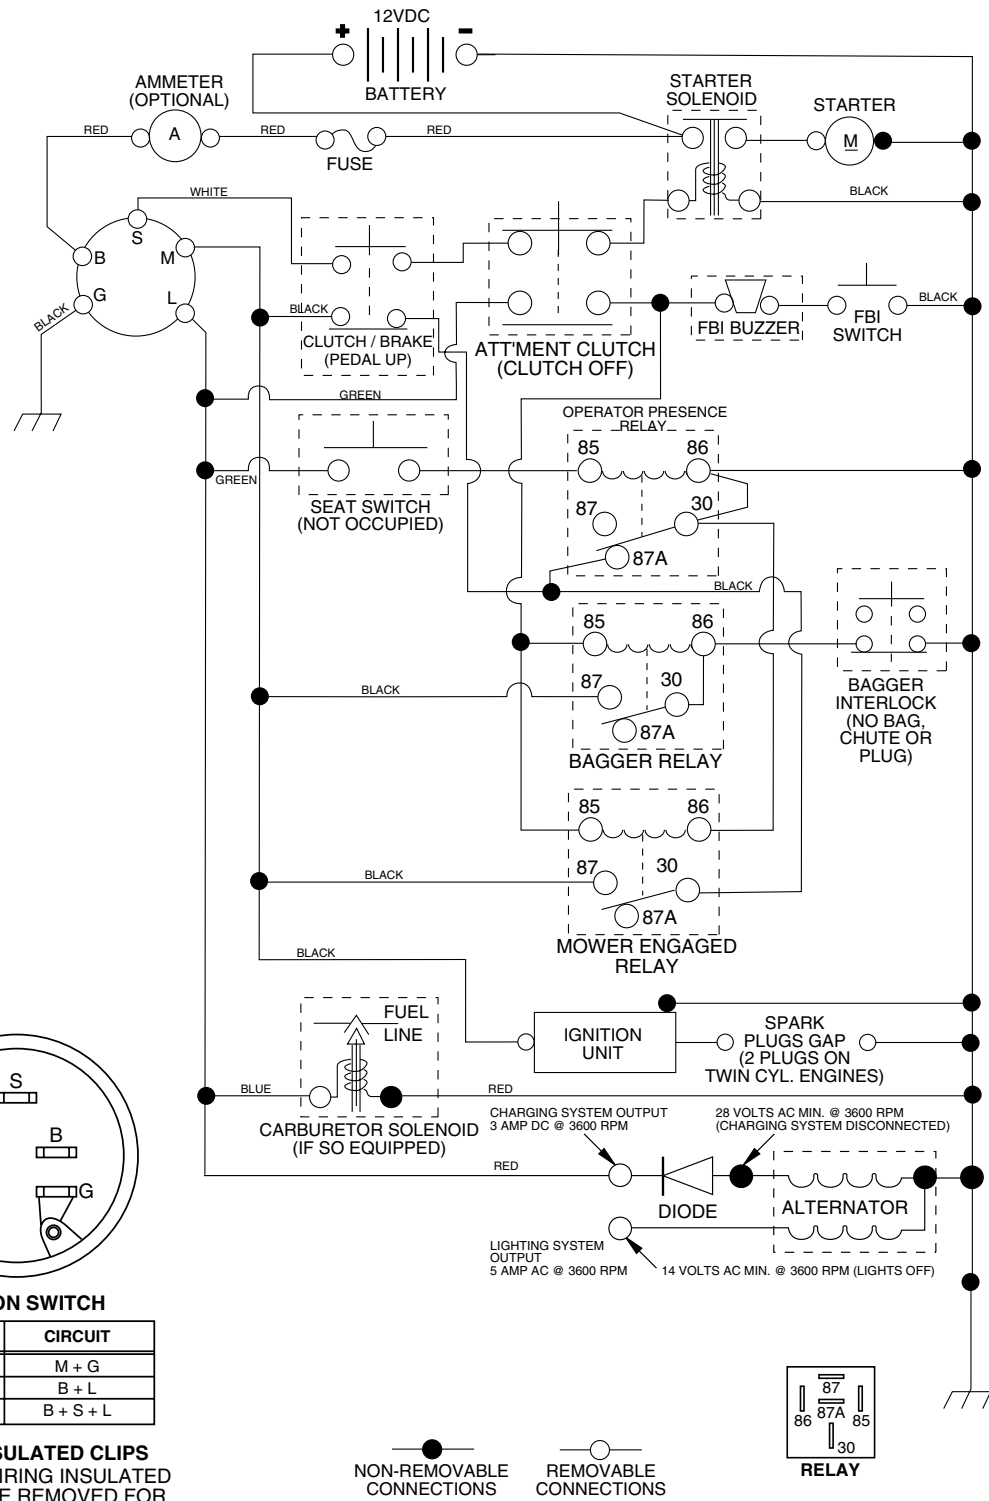 12VDC
+
-
BATTERY
AMMETER
(OPTIONAL)
STARTER
SOLENOID
STARTER
RED
A
RED
RED
FUSE
M
WHITE
BLACK
S
B
M
G
L
BLACK
BLACK
CLUTCH / BRAKE
(PEDAL UP)
ATT'MENT CLUTCH
(CLUTCH OFF)
FBI BUZZER
FBI
SWITCH
BLACK
GREEN
OPERATOR PRESENCE
RELAY
85
86
GREEN
SEAT SWITCH
(NOT OCCUPIED)
87
30
87A
BLACK
85
86
BLACK
87
30
87A
BAGGER RELAY
BAGGER
INTERLOCK
(NO BAG,
CHUTE OR
PLUG)
85
86
BLACK
87
30
87A
MOWER ENGAGED
RELAY
BLACK
FUEL
LINE
IGNITION
UNIT
SPARK
PLUGS GAP
(2 PLUGS ON
TWIN CYL. ENGINES)
BLUE
RED
CARBURETOR SOLENOID
(IF SO EQUIPPED)
CHARGING SYSTEM OUTPUT
3 AMP DC @ 3600 RPM
28 VOLTS AC MIN. @ 3600 RPM
(CHARGING SYSTEM DISCONNECTED)
RED
DIODE
ALTERNATOR
LIGHTING SYSTEM
OUTPUT
5 AMP AC @ 3600 RPM
14 VOLTS AC MIN. @ 3600 RPM (LIGHTS OFF)
S
B
G
ON SWITCH
CIRCUIT
M + G
B + L
B + S + L
SULATED CLIPS
IRING INSULATED
E REMOVED FOR
NON-REMOVABLE
CONNECTIONS
REMOVABLE
CONNECTIONS
87
86
87A
85
30
RELAY